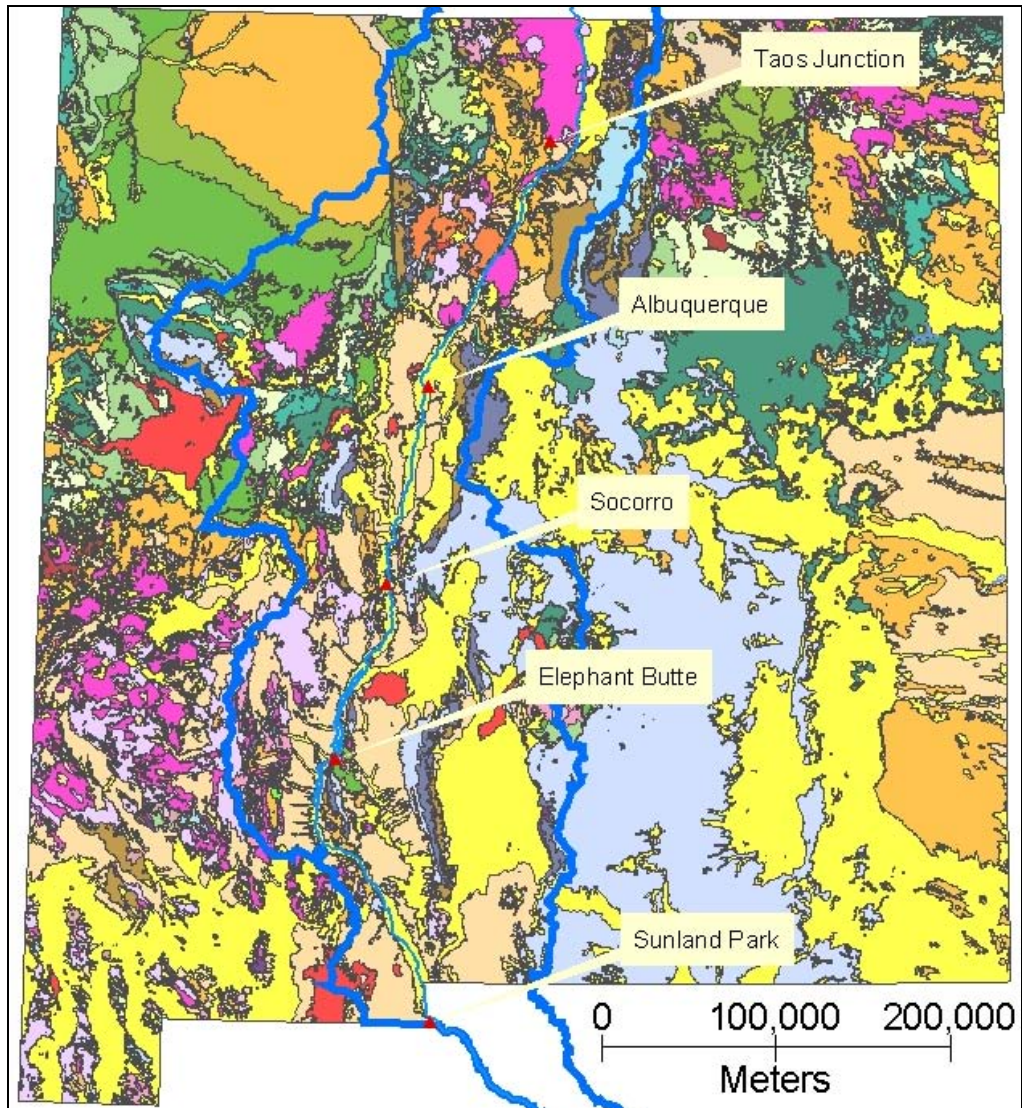 Taos Junction
Albuquerque
Socorro
Elephant Butte
Sunland Park
0 100,000 200,000
Meters